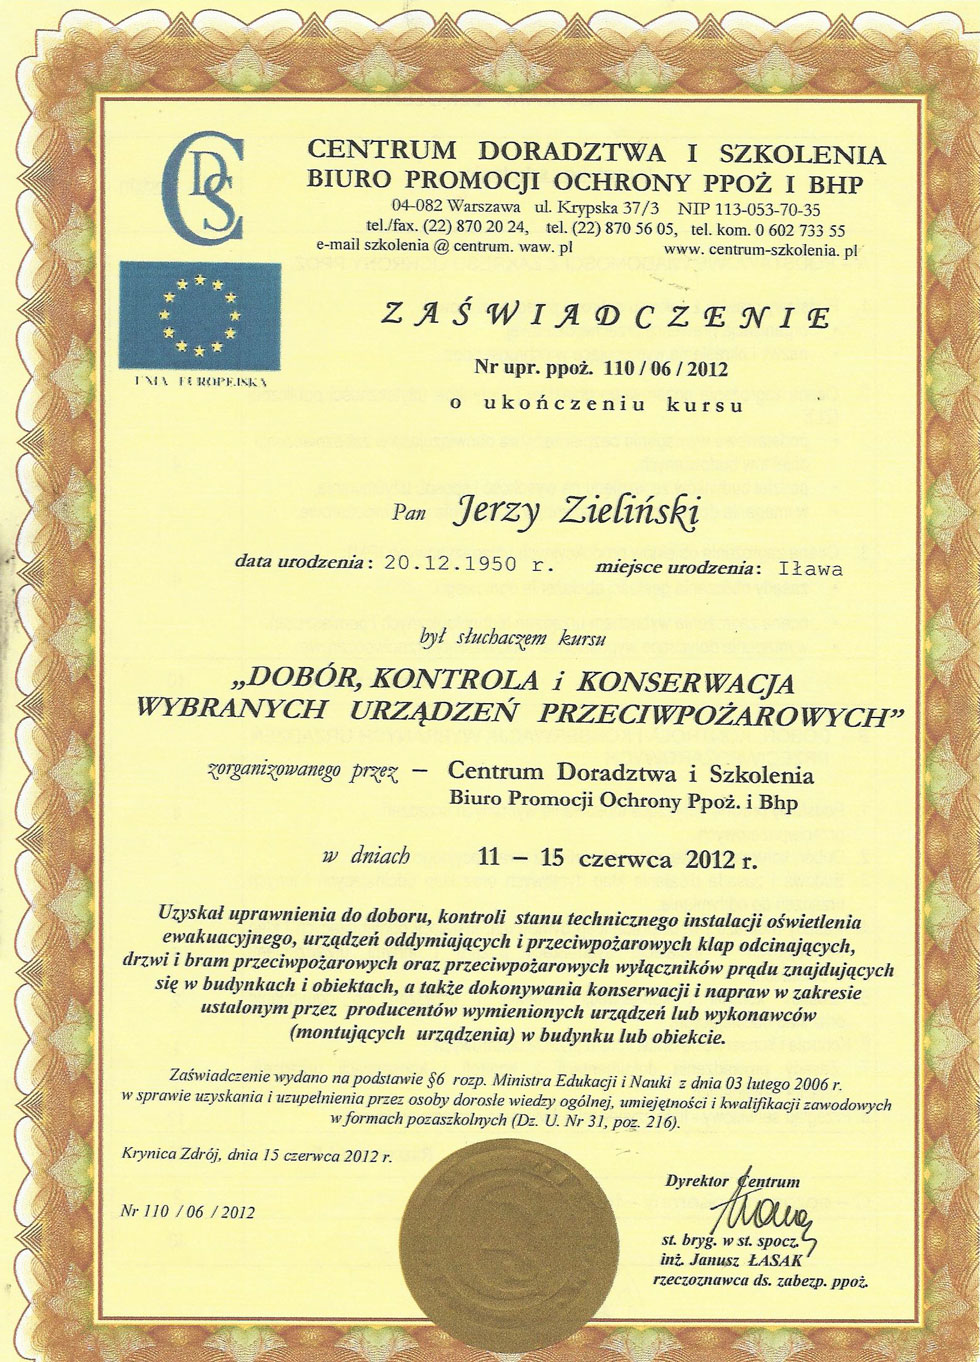 CDS
CENTRUM DORADZTWA I SZKOLENIA
BIURO PROMOCJI OCHRONY PPOŻ I BHP
04-082 Warszawa ul. Krypska 37/3 NIP 113-053-70-35
tel./fax. (22) 870 20 24, tel. (22) 870 56 05, tel. kom. 0 602 733 55
e-mail szkolenia @ centrum. waw. pl www. centrum-szkolenia. pl
UNIA EUROPEJSKA
ZAŚWIADCZENIE
Nr upr. ppoż. 110 / 06 / 2012
o ukończeniu kursu
Pan Jerzy Zieliński
data urodzenia: 20.12.1950 r. miejsce urodzenia: Iława
był słuchaczem kursu
„DOBÓR, KONTROLA i KONSERWACJA
WYBRANYCH URZĄDZEŃ PRZECIWPOŻAROWYCH”
zorganizowanego przez – Centrum Doradztwa i Szkolenia
Biuro Promocji Ochrony Ppoż. i Bhp
w dniach 11 – 15 czerwca 2012 r.
Uzyskał uprawnienia do doboru, kontroli stanu technicznego instalacji oświetlenia
ewakuacyjnego, urządzeń oddymiających i przeciwpożarowych klap odcinających,
drzwi i bram przeciwpożarowych oraz przeciwpożarowych wyłączników prądu znajdujących
się w budynkach i obiektach, a także dokonywania konserwacji i napraw w zakresie
ustalonym przez producentów wymienionych urządzeń lub wykonawców
(montujących urządzenia) w budynku lub obiekcie.
Zaświadczenie wydano na podstawie §6 rozp. Ministra Edukacji i Nauki z dnia 03 lutego 2006 r.
w sprawie uzyskania i uzupełnienia przez osoby dorosłe wiedzy ogólnej, umiejętności i kwalifikacji zawodowych
w formach pozaszkolnych (Dz. U. Nr 31, poz. 216).
Krynica Zdrój, dnia 15 czerwca 2012 r.
Nr 110 / 06 / 2012
Dyrektor Centrum
st. bryg. w st. spocz.
inż. Janusz ŁASAK
rzeczoznawca ds. zabezp. ppoż.